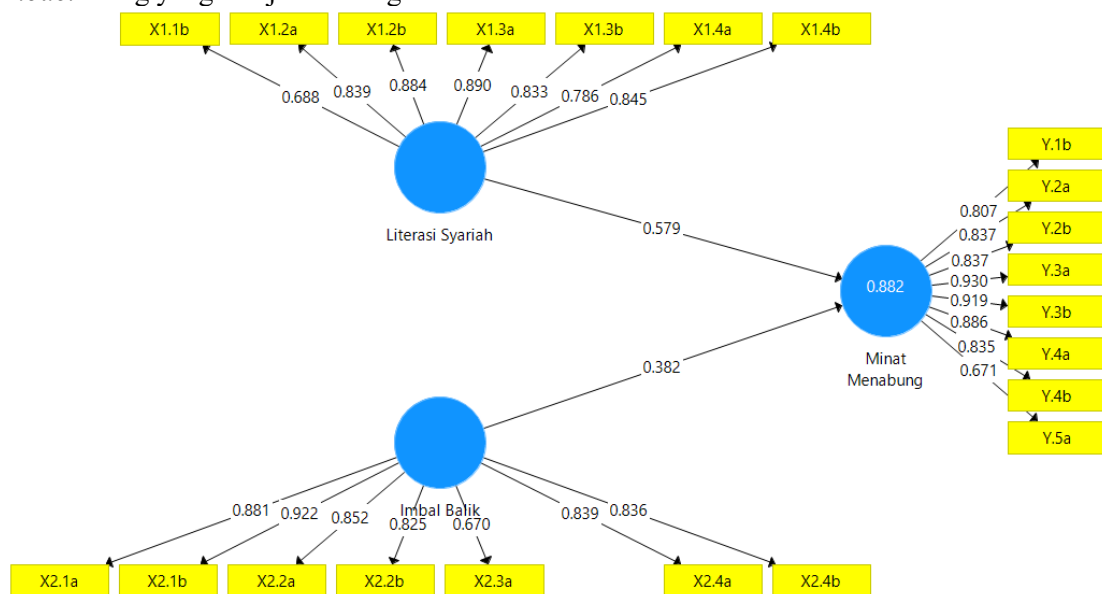 X1.1b X1.2a X1.2b X1.3a X1.3b X1.4a X1.4b
0.688 0.839 0.884 0.890 0.833 0.786 0.845
Literasi Syariah
0.579
Y.1b
Y.2a
Y.2b
Y.3a
Y.3b
Y.4a
Y.4b
Y.5a
0.807
0.837
0.837
0.930
0.919
0.886
0.835
0.671
0.882
Minat
Menabung
0.382
Imbal Balik
0.881 0.922 0.852 0.825 0.670 0.839 0.836
X2.1a X2.1b X2.2a X2.2b X2.3a X2.4a X2.4b